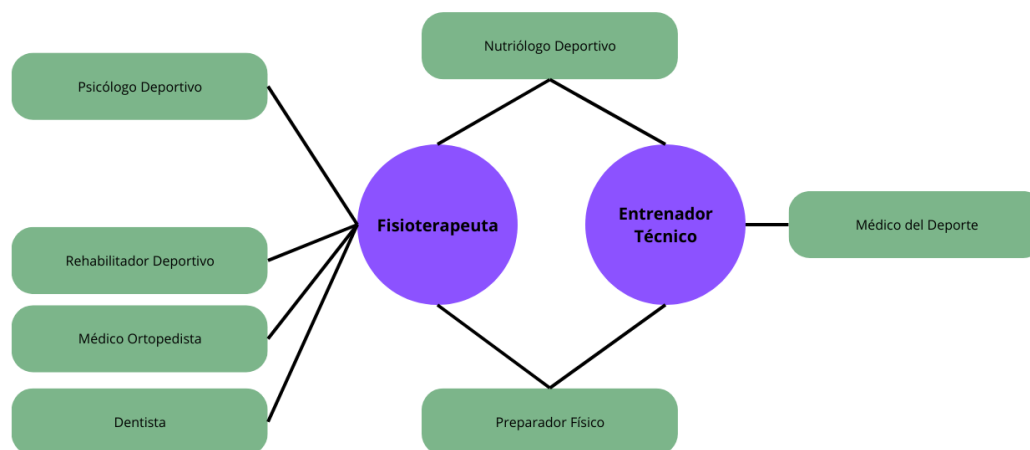 Nutriólogo Deportivo
Psicólogo Deportivo
Fisioterapeuta
Entrenador
Técnico
Médico del Deporte
Rehabilitador Deportivo
Médico Ortopedista
Dentista
Preparador Físico